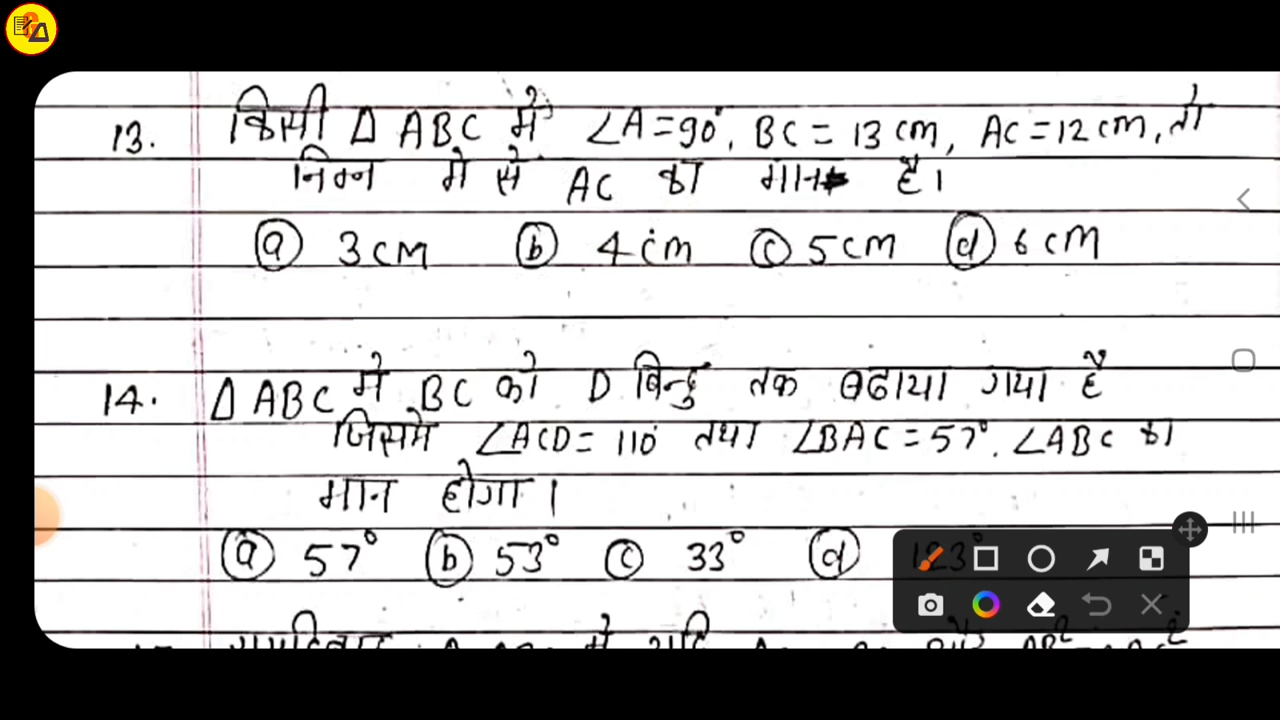 13. किसी Δ ABC में ∠A = 90°, BC = 13 cm, AC = 12 cm, तो
निम्न में से AC का मान है।
(a) 3 cm (b) 4 cm (c) 5 cm (d) 6 cm
14. Δ ABC में BC को D बिन्दु तक बढाया गया है
जिसमे ∠ACD = 110° तथा ∠BAC = 57°. ∠ABC का
मान होगा।
(a) 57° (b) 53° (c) 33° (d) 123°